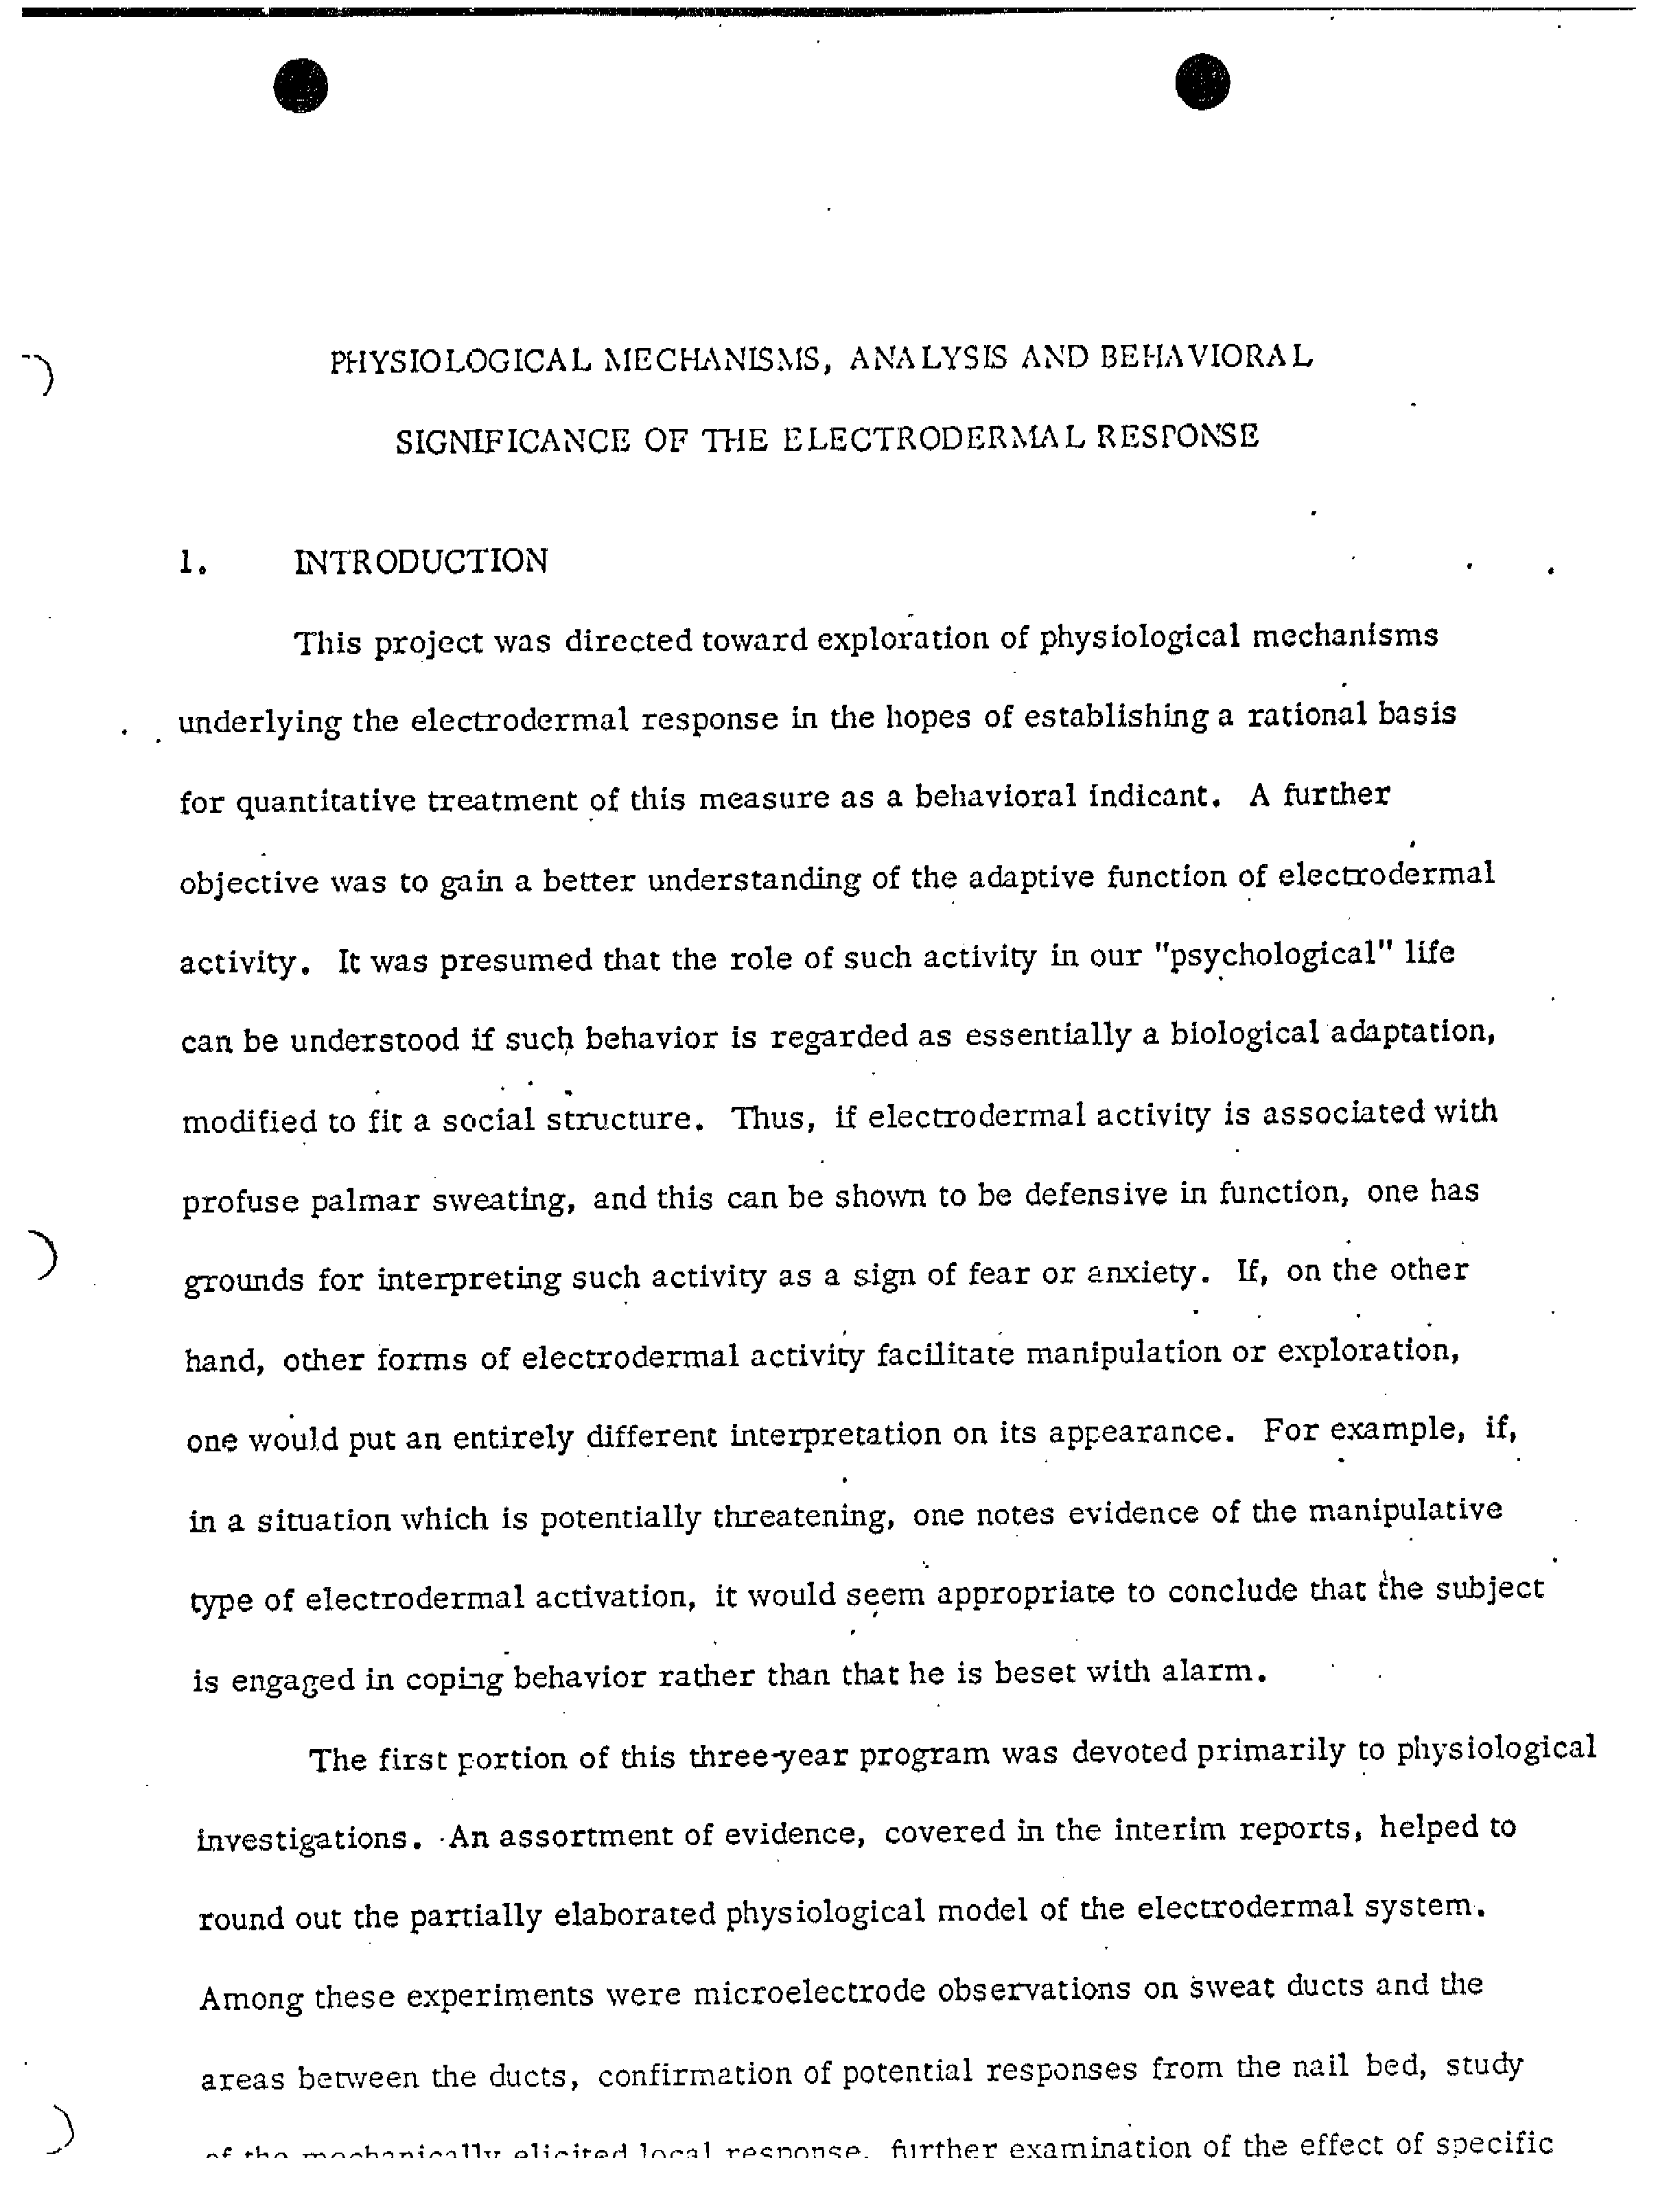 PHYSIOLOGICAL MECHANISMS, ANALYSIS AND BEHAVIORAL
SIGNIFICANCE OF THE ELECTRODERMAL RESPONSE
1. INTRODUCTION
This project was directed toward exploration of physiological mechanisms
underlying the electrodermal response in the hopes of establishing a rational basis
for quantitative treatment of this measure as a behavioral indicant. A further
objective was to gain a better understanding of the adaptive function of electrodermal
activity. It was presumed that the role of such activity in our "psychological" life
can be understood if such behavior is regarded as essentially a biological adaptation,
modified to fit a social structure. Thus, if electrodermal activity is associated with
profuse palmar sweating, and this can be shown to be defensive in function, one has
grounds for interpreting such activity as a sign of fear or anxiety. If, on the other
hand, other forms of electrodermal activity facilitate manipulation or exploration,
one would put an entirely different interpretation on its appearance. For example, if,
in a situation which is potentially threatening, one notes evidence of the manipulative
type of electrodermal activation, it would seem appropriate to conclude that the subject
is engaged in coping behavior rather than that he is beset with alarm.
The first portion of this three-year program was devoted primarily to physiological
investigations. An assortment of evidence, covered in the interim reports, helped to
round out the partially elaborated physiological model of the electrodermal system.
Among these experiments were microelectrode observations on sweat ducts and the
areas between the ducts, confirmation of potential responses from the nail bed, study
of the mechanically elicited local response, further examination of the effect of specific